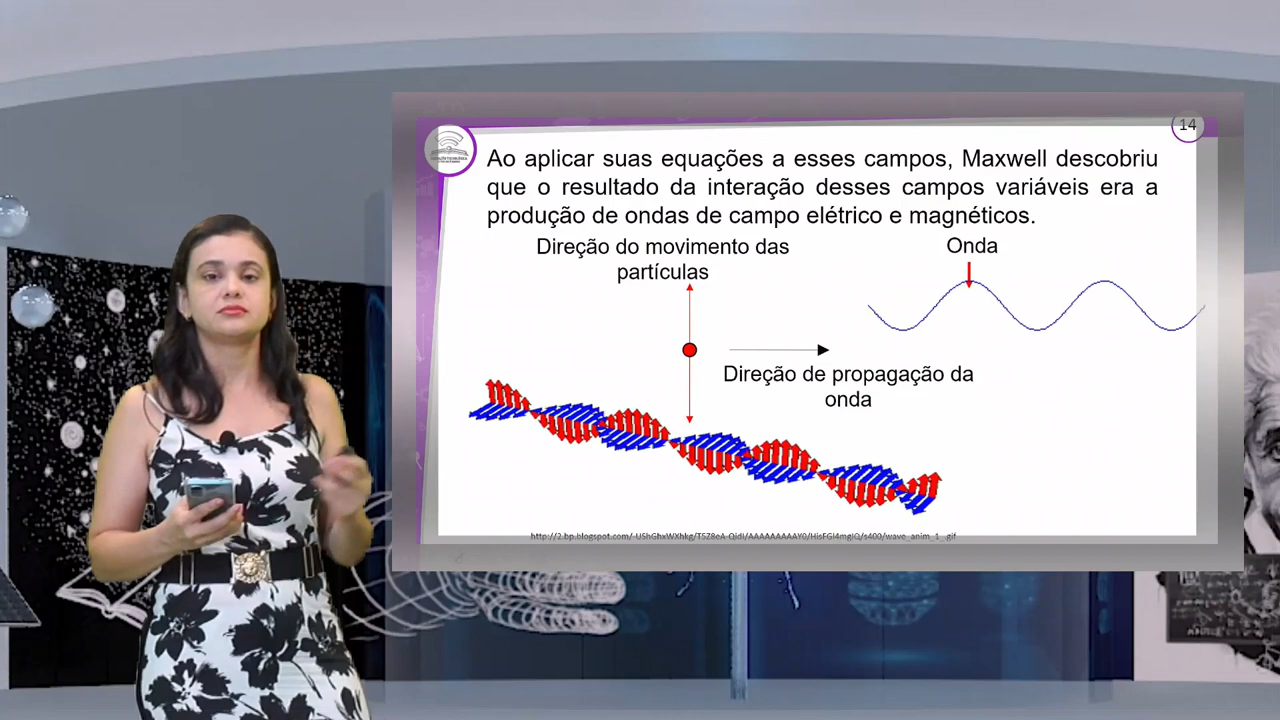 14
Ao aplicar suas equações a esses campos, Maxwell descobriu
que o resultado da interação desses campos variáveis era a
produção de ondas de campo elétrico e magnéticos.
Direção do movimento das
partículas
Onda
Direção de propagação da
onda